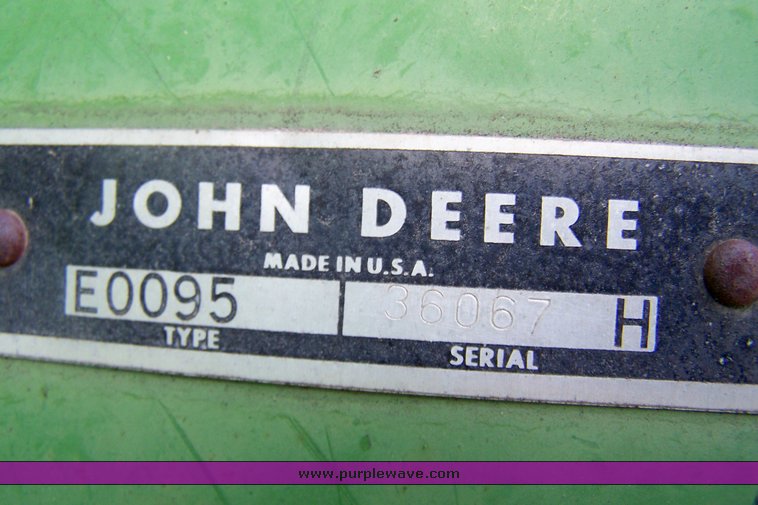 JOHN DEERE
MADE IN U.S.A.
E0095 36067 H
TYPE SERIAL
www.purplewave.com